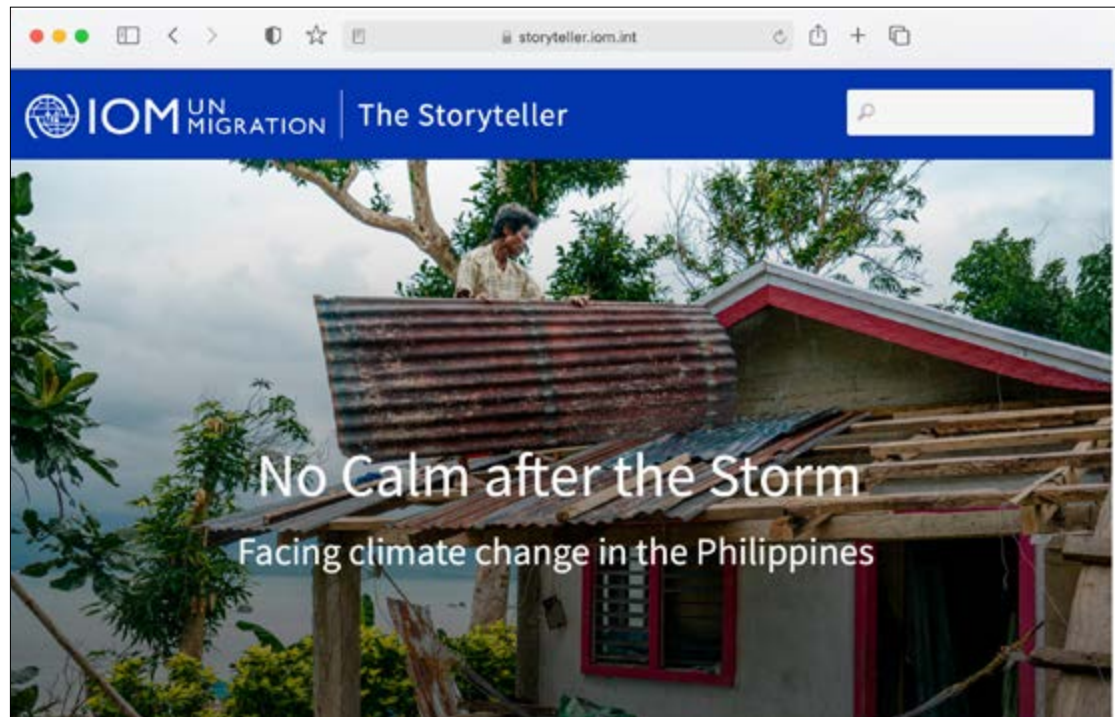 storyteller.iom.int
IOM UN MIGRATION
The Storyteller
No Calm after the Storm
Facing climate change in the Philippines